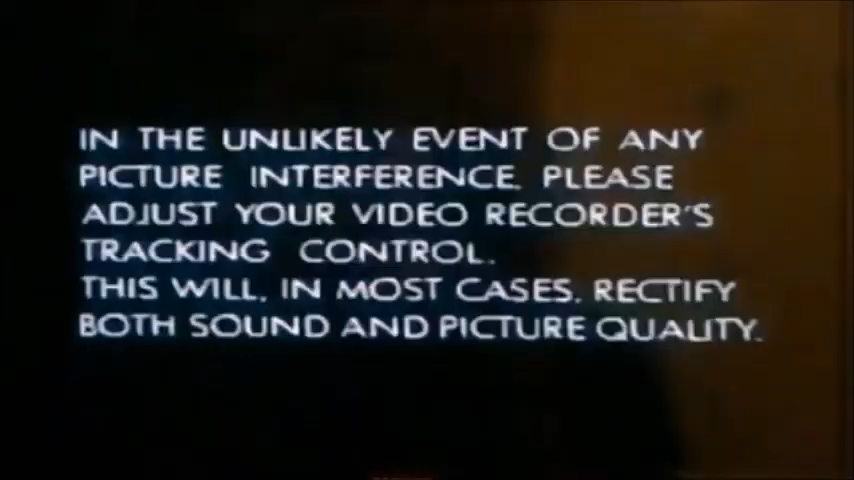 IN THE UNLIKELY EVENT OF ANY
PICTURE INTERFERENCE, PLEASE
ADJUST YOUR VIDEO RECORDER'S
TRACKING CONTROL.
THIS WILL, IN MOST CASES, RECTIFY
BOTH SOUND AND PICTURE QUALITY.